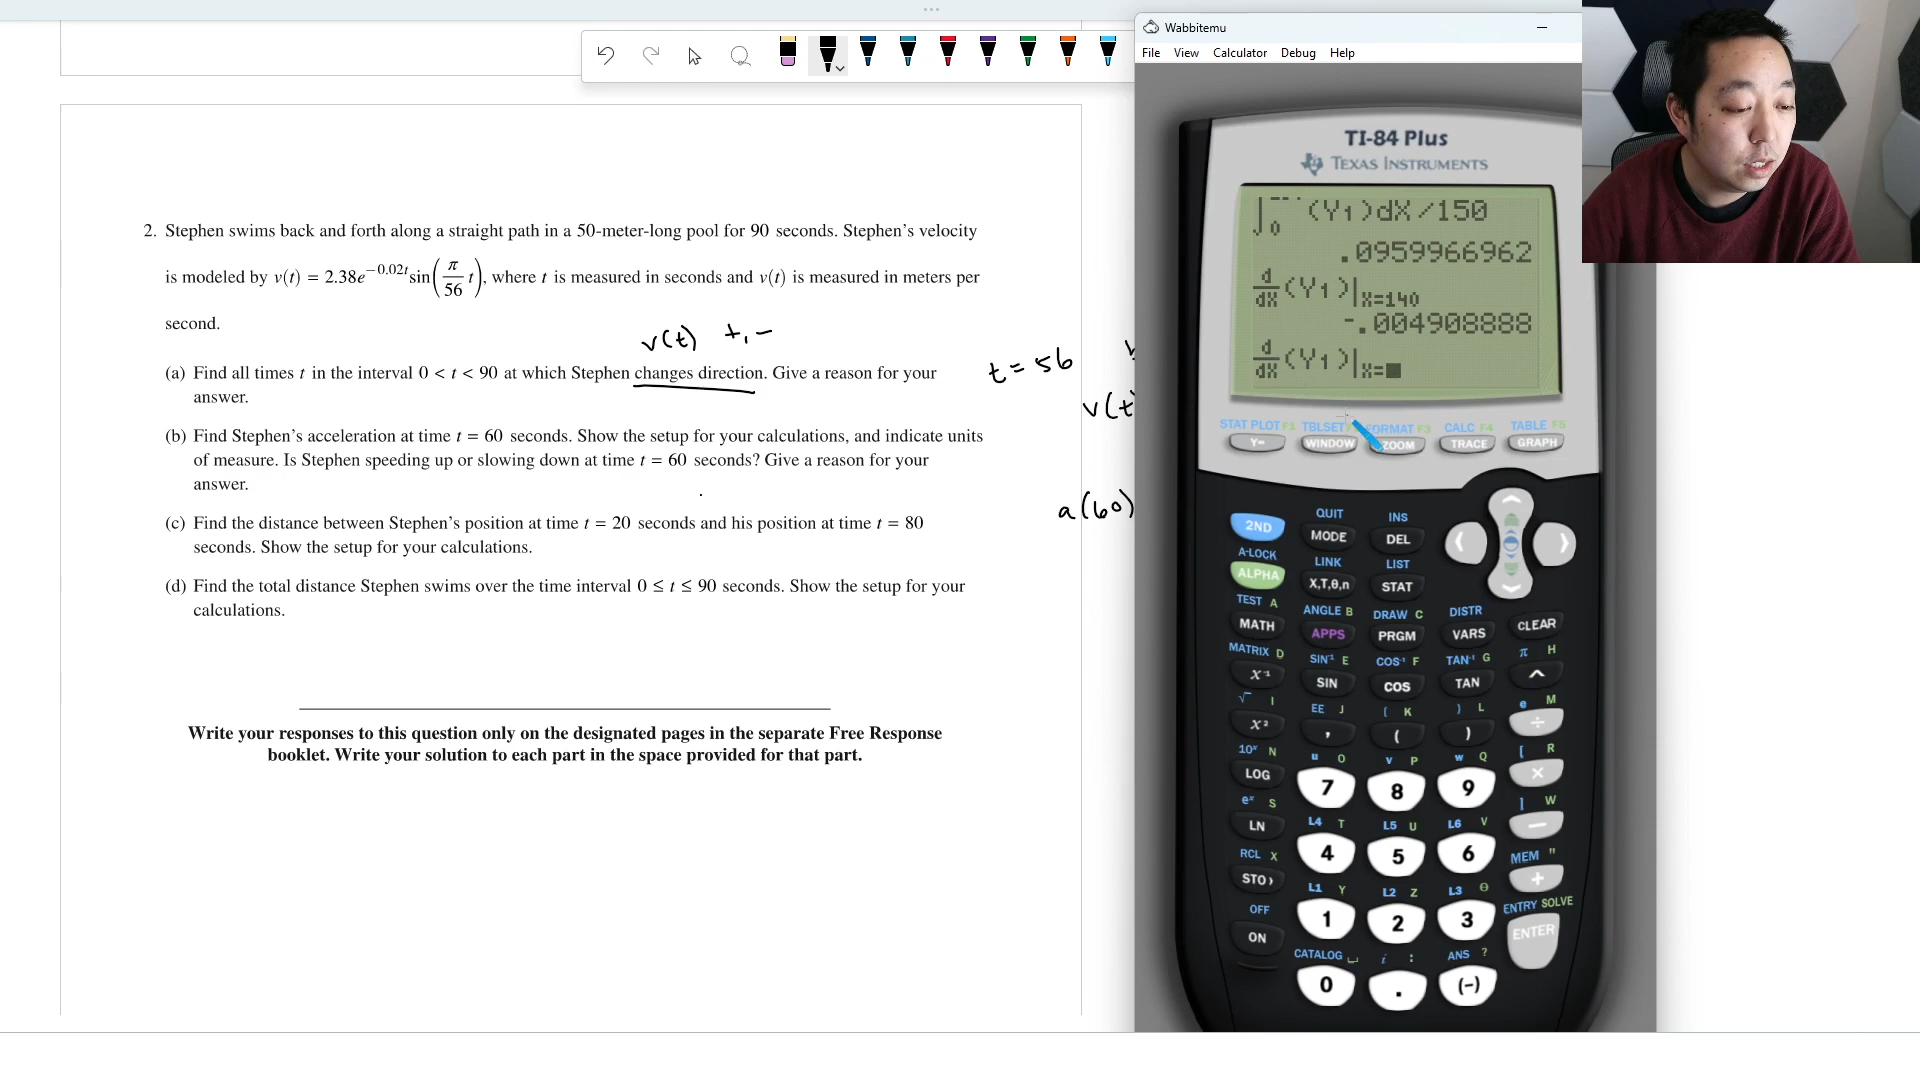 Wabbitemu
File View Calculator Debug Help
TI-84 Plus
TEXAS INSTRUMENTS
∫0 (Y1)dX/150
.0959966962
d/dX(Y1)|X=140
-.004908888
d/dX(Y1)|X=
2. Stephen swims back and forth along a straight path in a 50-meter-long pool for 90 seconds. Stephen's velocity
is modeled by v(t) = 2.38e^−0.02t sin(π/56 t), where t is measured in seconds and v(t) is measured in meters per
second.
v(t) +, −
(a) Find all times t in the interval 0 < t < 90 at which Stephen changes direction. Give a reason for your
answer.
t = 56
v(t)
(b) Find Stephen's acceleration at time t = 60 seconds. Show the setup for your calculations, and indicate units
of measure. Is Stephen speeding up or slowing down at time t = 60 seconds? Give a reason for your
answer.
a(60)
(c) Find the distance between Stephen's position at time t = 20 seconds and his position at time t = 80
seconds. Show the setup for your calculations.
(d) Find the total distance Stephen swims over the time interval 0 ≤ t ≤ 90 seconds. Show the setup for your
calculations.
Write your responses to this question only on the designated pages in the separate Free Response
booklet. Write your solution to each part in the space provided for that part.
STAT PLOT F1 TBLSET FORMAT F3 CALC F4 TABLE F5
Y= WINDOW ZOOM TRACE GRAPH
QUIT INS
2ND MODE DEL
A-LOCK LINK LIST
ALPHA X,T,θ,n STAT
TEST A ANGLE B DRAW C DISTR
MATH APPS PRGM VARS CLEAR
MATRIX D SIN⁻¹ E COS⁻¹ F TAN⁻¹ G π H
X⁻¹ SIN COS TAN ^
√ I EE J { K } L e M
X² , ( ) ÷
10ˣ N u O v P w Q [ R
LOG 7 8 9 ×
eˣ S L4 T L5 U L6 V ] W
LN 4 5 6 −
RCL X L1 Y L2 Z L3 θ MEM "
STO› 1 2 3 +
OFF ENTRY SOLVE
ON ENTER
CATALOG ⎵ i : ANS ?
0 . (-)